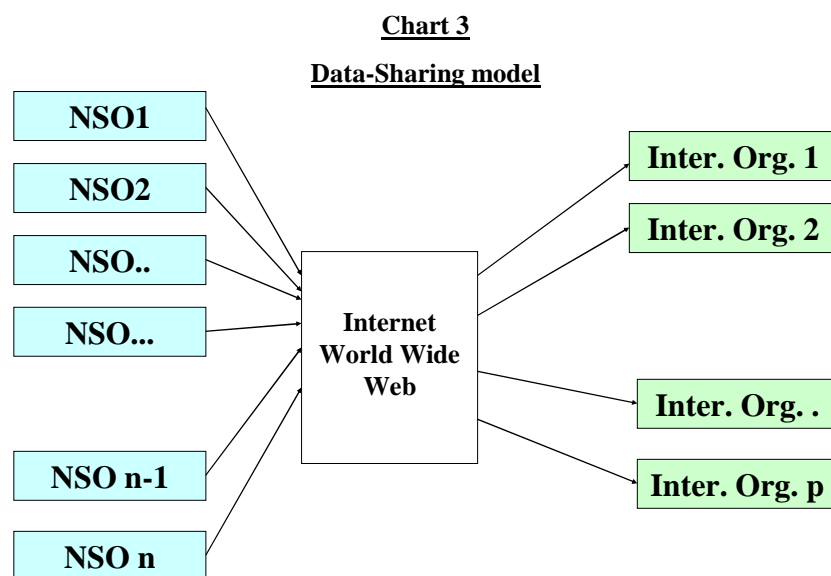 Chart 3
Data-Sharing model
NSO1
NSO2
NSO..
NSO...
NSO n-1
NSO n
Internet
World Wide
Web
Inter. Org. 1
Inter. Org. 2
Inter. Org. .
Inter. Org. p